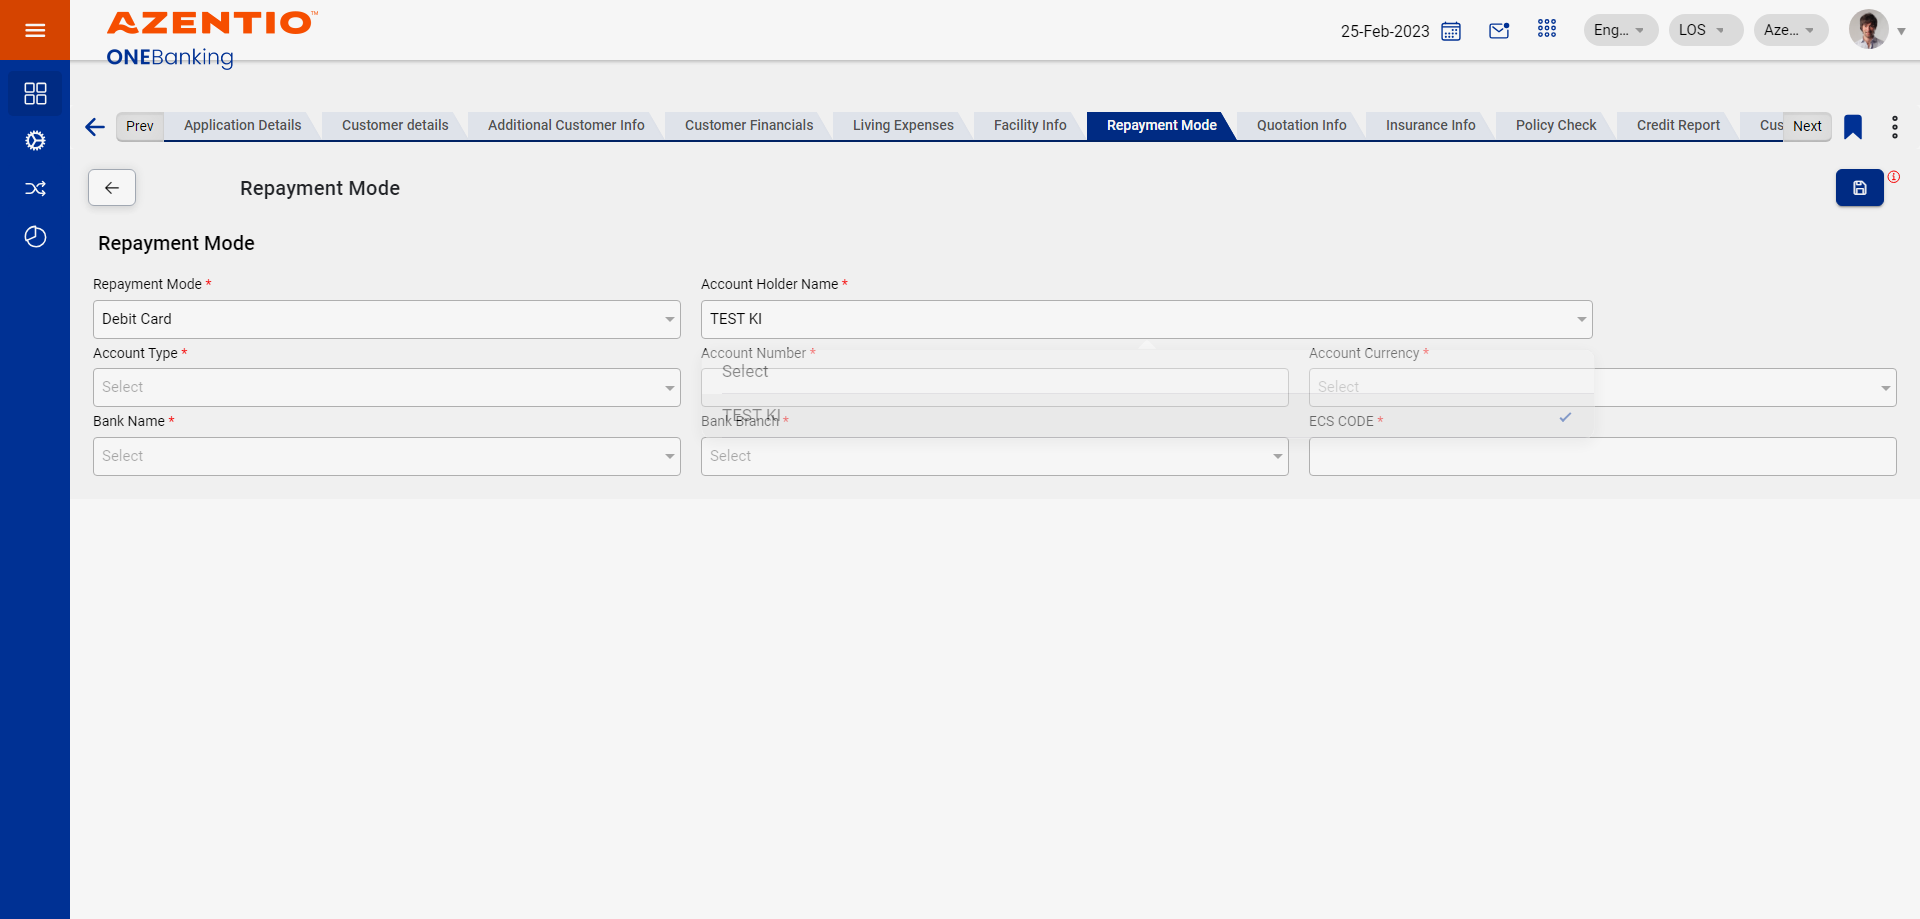 AZENTIO™
ONEBanking
25-Feb-2023
Eng...
LOS
Aze...
Prev
Application Details
Customer details
Additional Customer Info
Customer Financials
Living Expenses
Facility Info
Repayment Mode
Quotation Info
Insurance Info
Policy Check
Credit Report
Cus
Next
Repayment Mode
Repayment Mode
Repayment Mode *
Account Holder Name *
Debit Card
TEST KI
Account Type *
Account Number *
Account Currency *
Select
Select
Select
TEST KI
Bank Name *
Bank Branch *
ECS CODE *
Select
Select